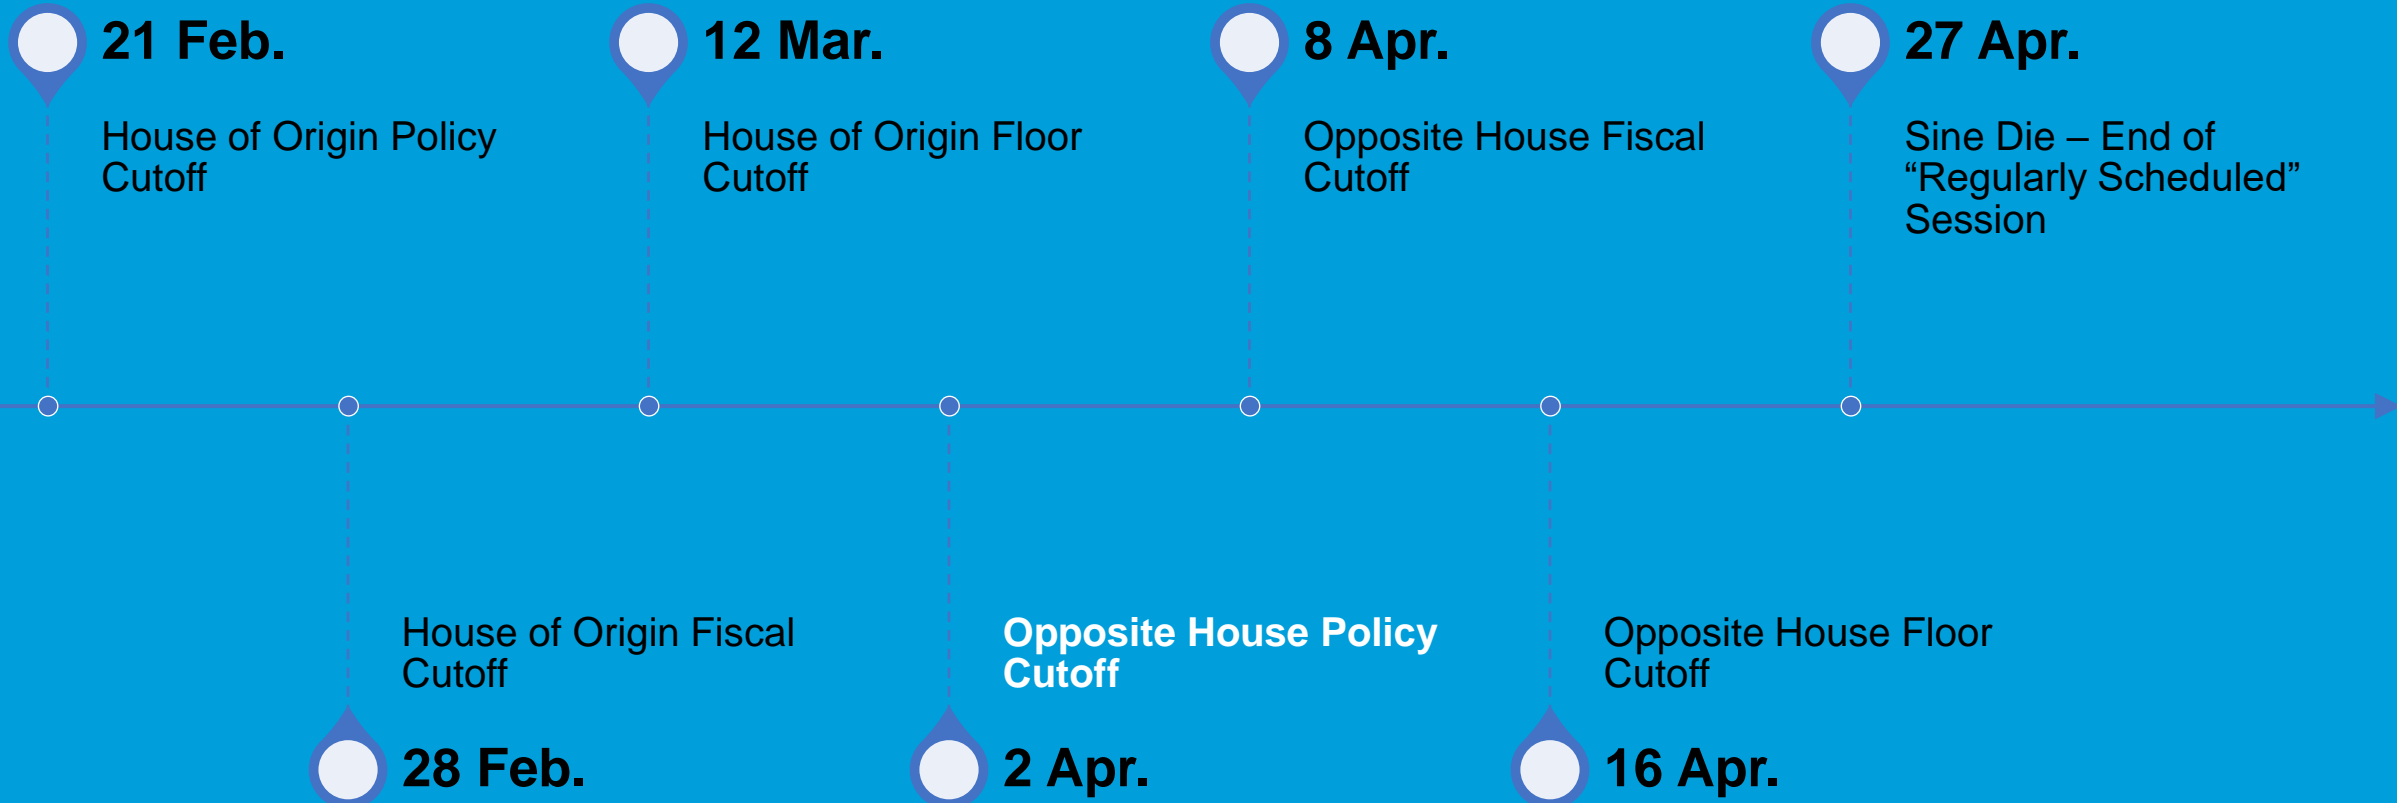 21 Feb.
House of Origin Policy
Cutoff
28 Feb.
House of Origin Fiscal
Cutoff
12 Mar.
House of Origin Floor
Cutoff
2 Apr.
Opposite House Policy
Cutoff
8 Apr.
Opposite House Fiscal
Cutoff
16 Apr.
Opposite House Floor
Cutoff
27 Apr.
Sine Die – End of
“Regularly Scheduled”
Session